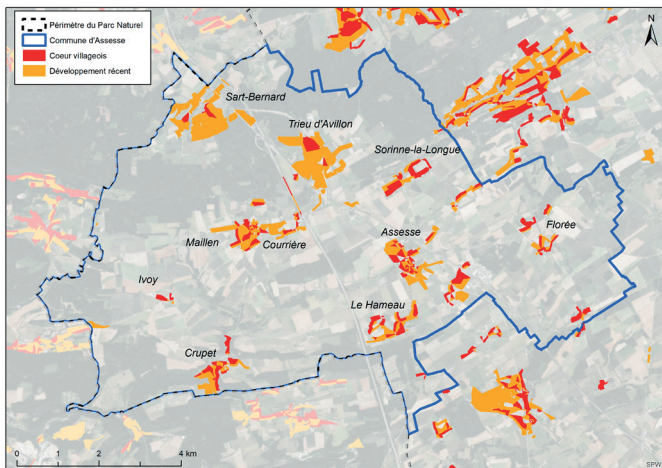 Périmètre du Parc Naturel
Commune d'Assesse
Coeur villageois
Développement récent
N
Sart-Bernard
Trieu d'Avillon
Sorinne-la-Longue
Maillen
Courrière
Assesse
Florée
Ivoy
Le Hameau
Crupet
0 2 4 km
SPW